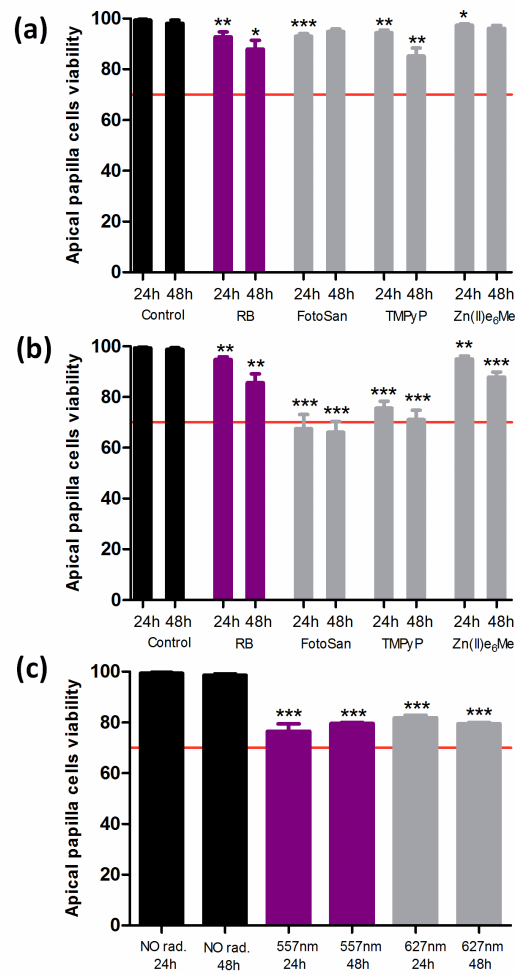 (a)
Apical papilla cells viability
100
80
60
40
20
0
** * *** ** ** *
24h 48h 24h 48h 24h 48h 24h 48h 24h 48h
Control RB FotoSan TMPyP Zn(II)e₆Me
(b)
Apical papilla cells viability
100
80
60
40
20
0
** ** *** *** *** *** ** ***
24h 48h 24h 48h 24h 48h 24h 48h 24h 48h
Control RB FotoSan TMPyP Zn(II)e₆Me
(c)
Apical papilla cells viability
100
80
60
40
20
0
*** *** *** ***
NO rad. NO rad. 557nm 557nm 627nm 627nm
24h 48h 24h 48h 24h 48h